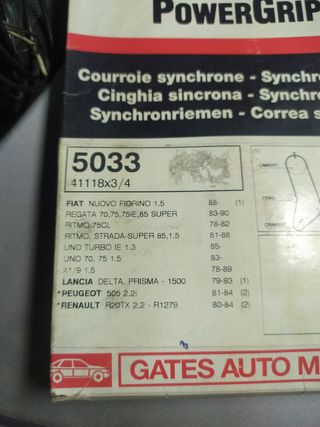 POWERGRIP
Courroie synchrone - Synchro
Cinghia sincrona - Synchro
Synchronriemen - Correa s
5033
41118x3/4
FIAT NUOVO FIORINO 1.5 88- (1)
REGATA 70,75,75IE,85 SUPER 83-90
RITMO 75CL 78-82
RITMO, STRADA-SUPER 85,1.5 81-88
UNO TURBO IE 1.3 85-
UNO 70, 75 1.5 83-
X*/9 1.5 78-89
LANCIA DELTA, PRISMA - 1500 79-93 (1)
*PEUGEOT 505 2.2l 81-84 (2)
*RENAULT R20TX 2.2 - R1279 80-84 (2)
CAMSHFT
CRANKSH
GATES AUTO M